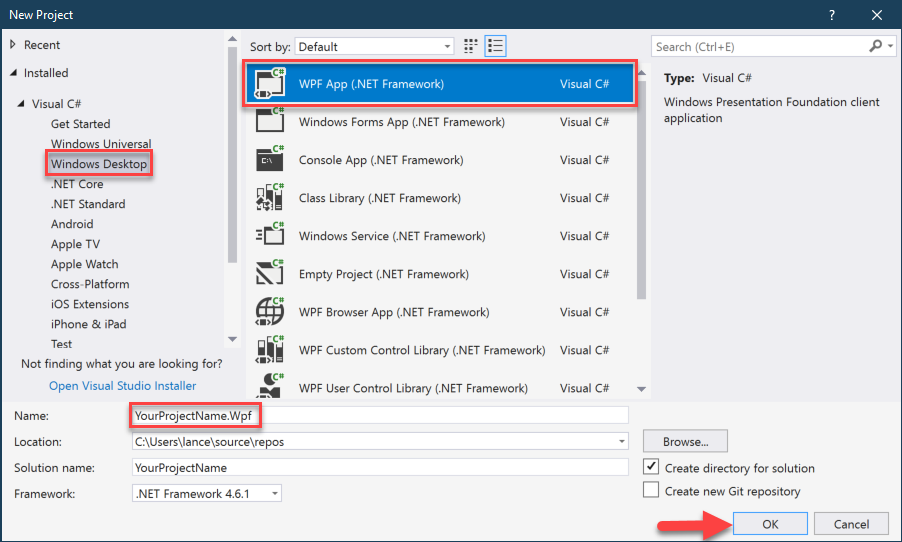 New Project
?
Recent
Installed
Visual C#
Get Started
Windows Universal
Windows Desktop
.NET Core
.NET Standard
Android
Apple TV
Apple Watch
Cross-Platform
iOS Extensions
iPhone & iPad
Test
Not finding what you are looking for?
Open Visual Studio Installer
Sort by: Default
C# WPF App (.NET Framework) Visual C#
C# Windows Forms App (.NET Framework) Visual C#
C# Console App (.NET Framework) Visual C#
C# Class Library (.NET Framework) Visual C#
C# Windows Service (.NET Framework) Visual C#
C# Empty Project (.NET Framework) Visual C#
C# WPF Browser App (.NET Framework) Visual C#
C# WPF Custom Control Library (.NET Framework) Visual C#
C# WPF User Control Library (.NET Framework) Visual C#
Search (Ctrl+E)
Type: Visual C#
Windows Presentation Foundation client
application
Name: YourProjectName.Wpf
Location: C:\Users\lance\source\repos Browse...
Solution name: YourProjectName Create directory for solution
Framework: .NET Framework 4.6.1 Create new Git repository
OK Cancel